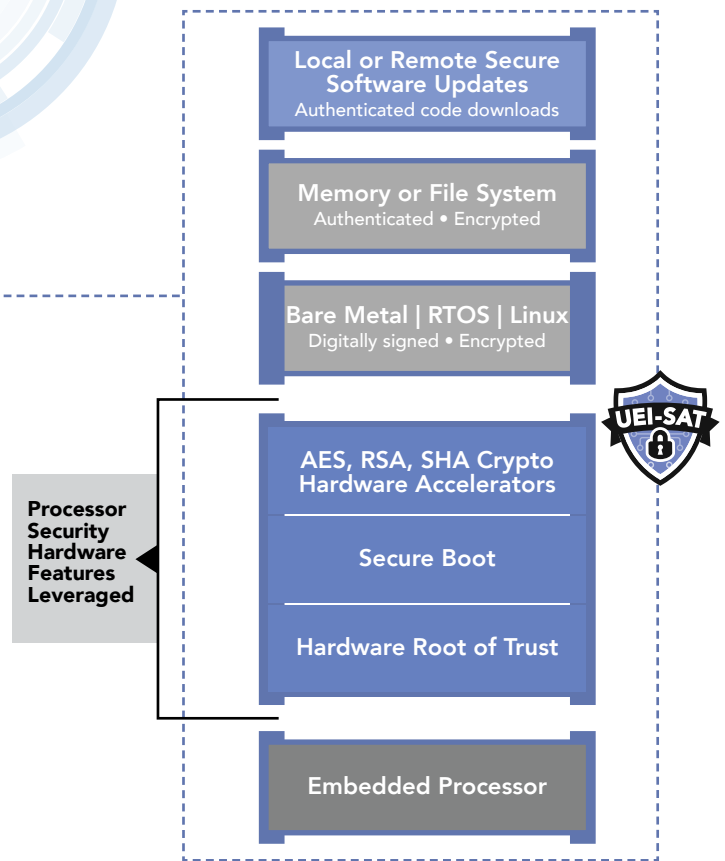 Local or Remote Secure
Software Updates
Authenticated code downloads
Memory or File System
Authenticated • Encrypted
Bare Metal | RTOS | Linux
Digitally signed • Encrypted
UEI-SAT
AES, RSA, SHA Crypto
Hardware Accelerators
Secure Boot
Hardware Root of Trust
Processor
Security
Hardware
Features
Leveraged
Embedded Processor